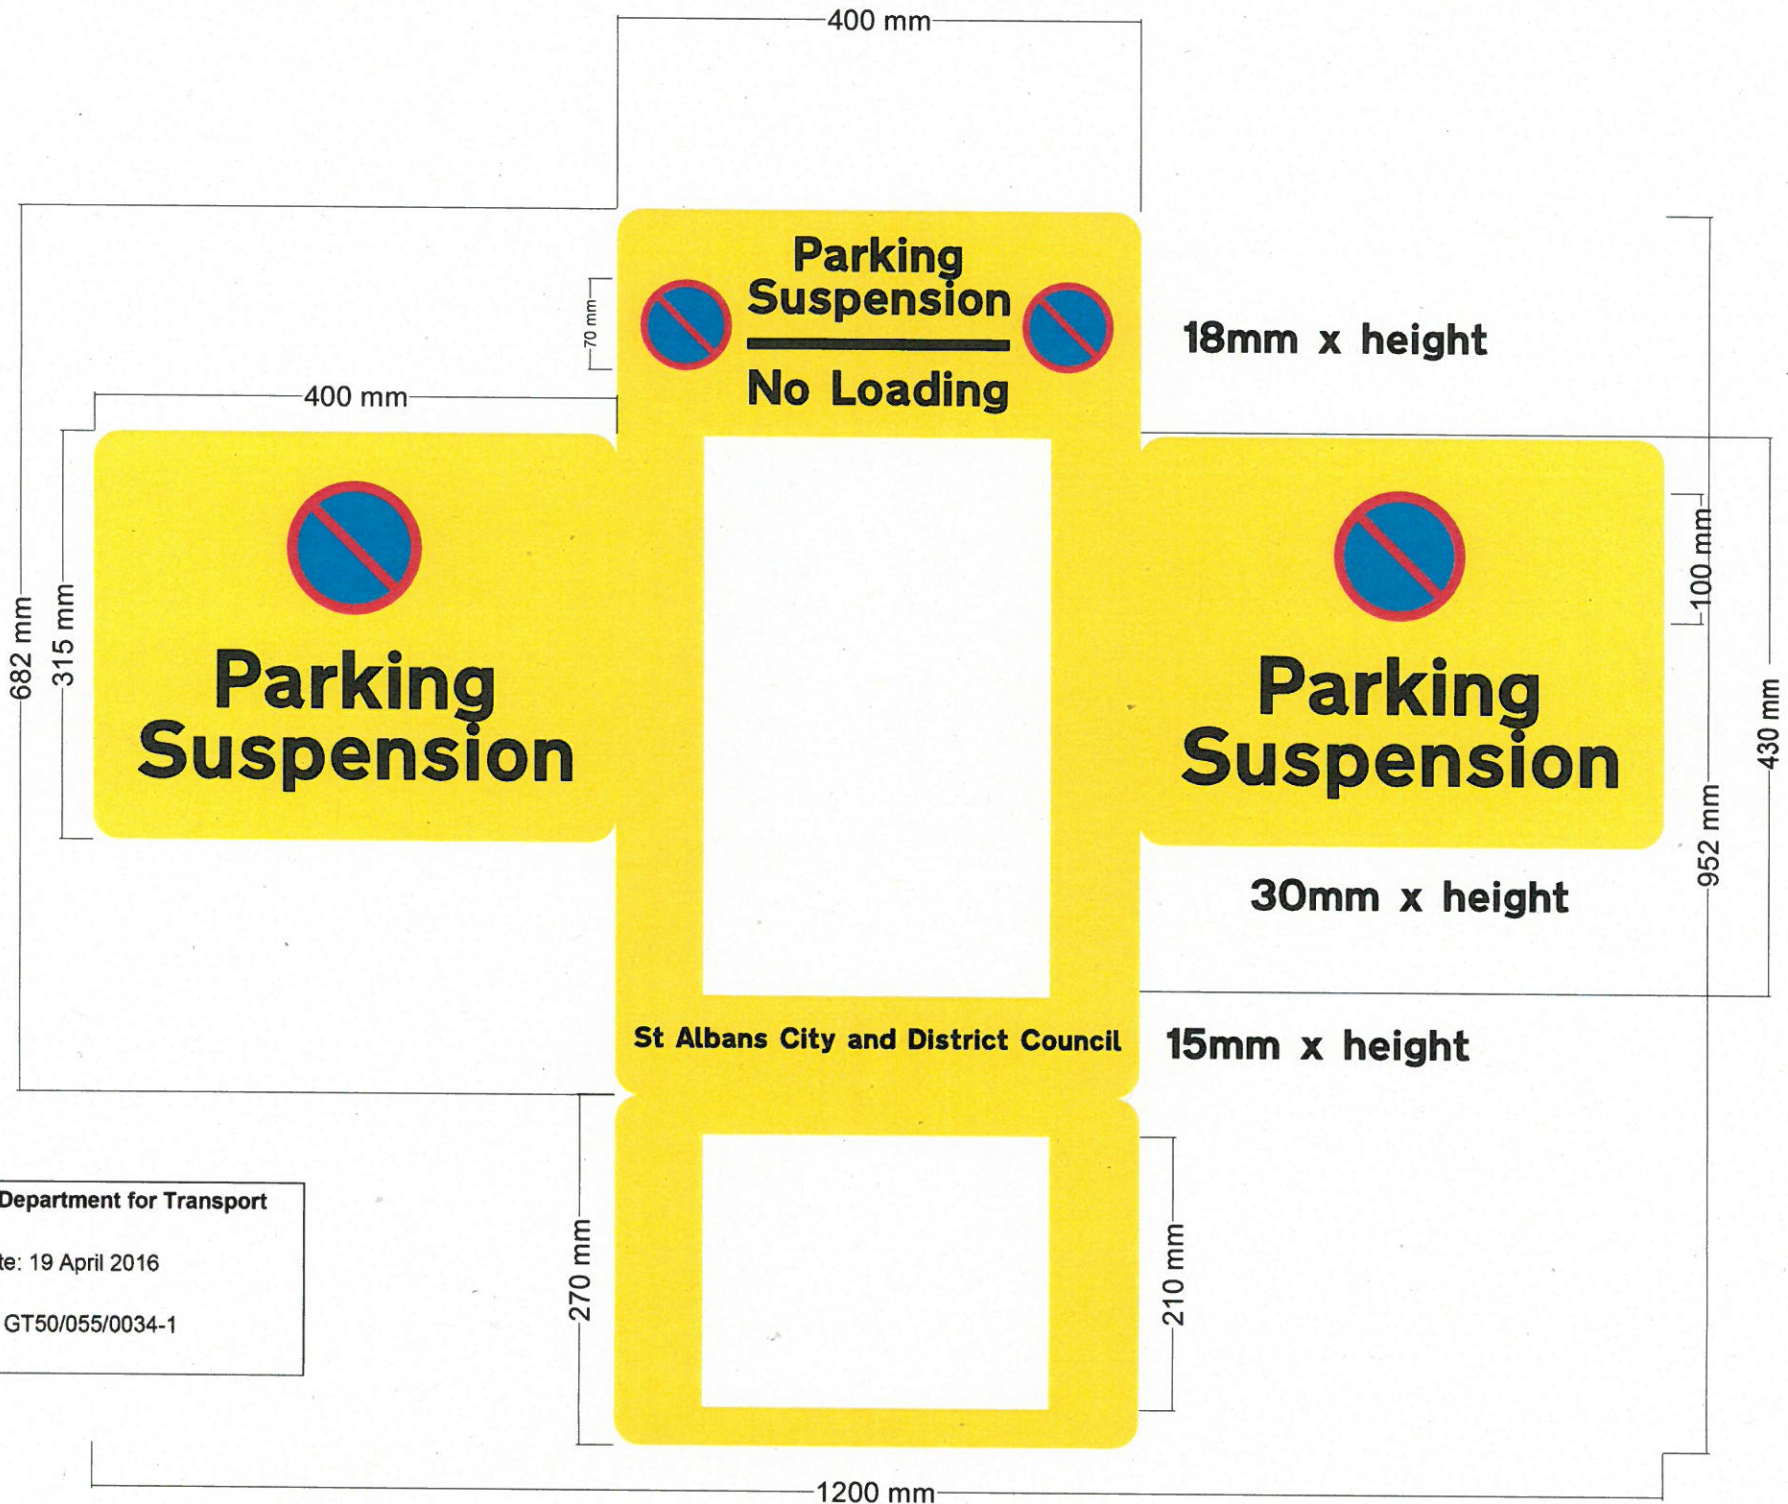 400 mm
Parking
Suspension
No Loading
70 mm
18mm x height
400 mm
682 mm
315 mm
Parking
Suspension
Parking
Suspension
100 mm
430 mm
952 mm
30mm x height
St Albans City and District Council
15mm x height
Department for Transport
te: 19 April 2016
GT50/055/0034-1
270 mm
210 mm
1200 mm